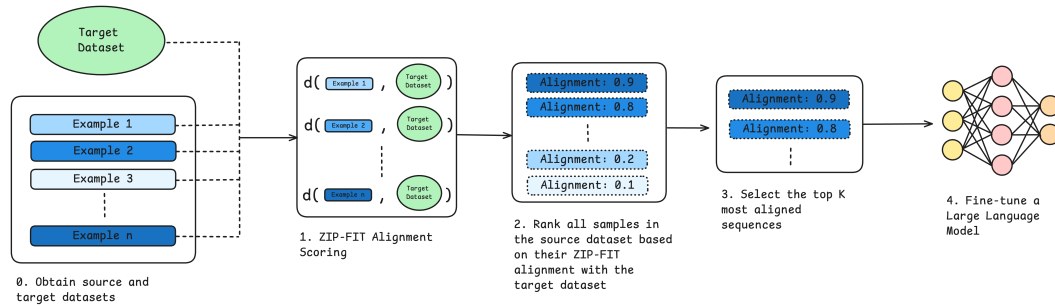 Target
Dataset
Example 1
Example 2
Example 3
Example n
0. Obtain source and
target datasets
d( Example 1 , Target Dataset )
d( Example 2 , Target Dataset )
d( Example n , Target Dataset )
1. ZIP-FIT Alignment
Scoring
Alignment: 0.9
Alignment: 0.8
Alignment: 0.2
Alignment: 0.1
2. Rank all samples in
the source dataset based
on their ZIP-FIT
alignment with the
target dataset
Alignment: 0.9
Alignment: 0.8
3. Select the top K
most aligned
sequences
4. Fine-tune a
Large Language
Model